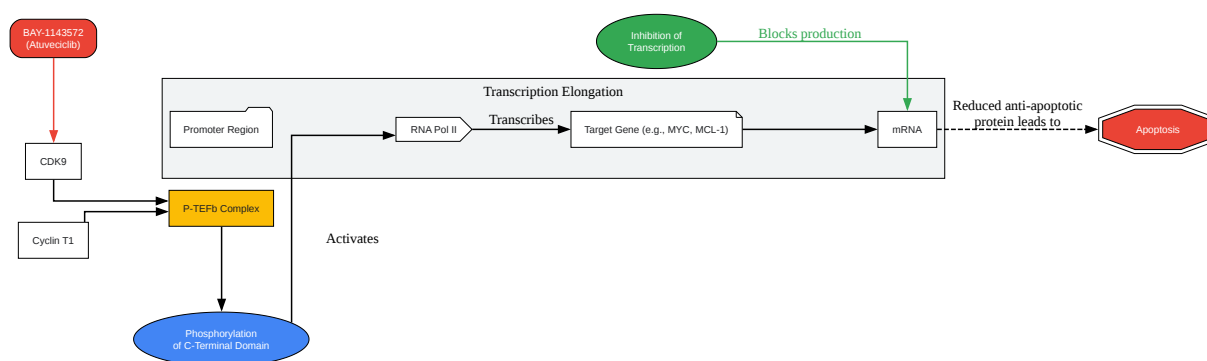 BAY-1143572
(Atuveciclib)
Inhibition of
Transcription
Blocks production
Transcription Elongation
Promoter Region
RNA Pol II
Transcribes
Target Gene (e.g., MYC, MCL-1)
mRNA
Reduced anti-apoptotic
protein leads to
Apoptosis
CDK9
P-TEFb Complex
Cyclin T1
Activates
Phosphorylation
of C-Terminal Domain